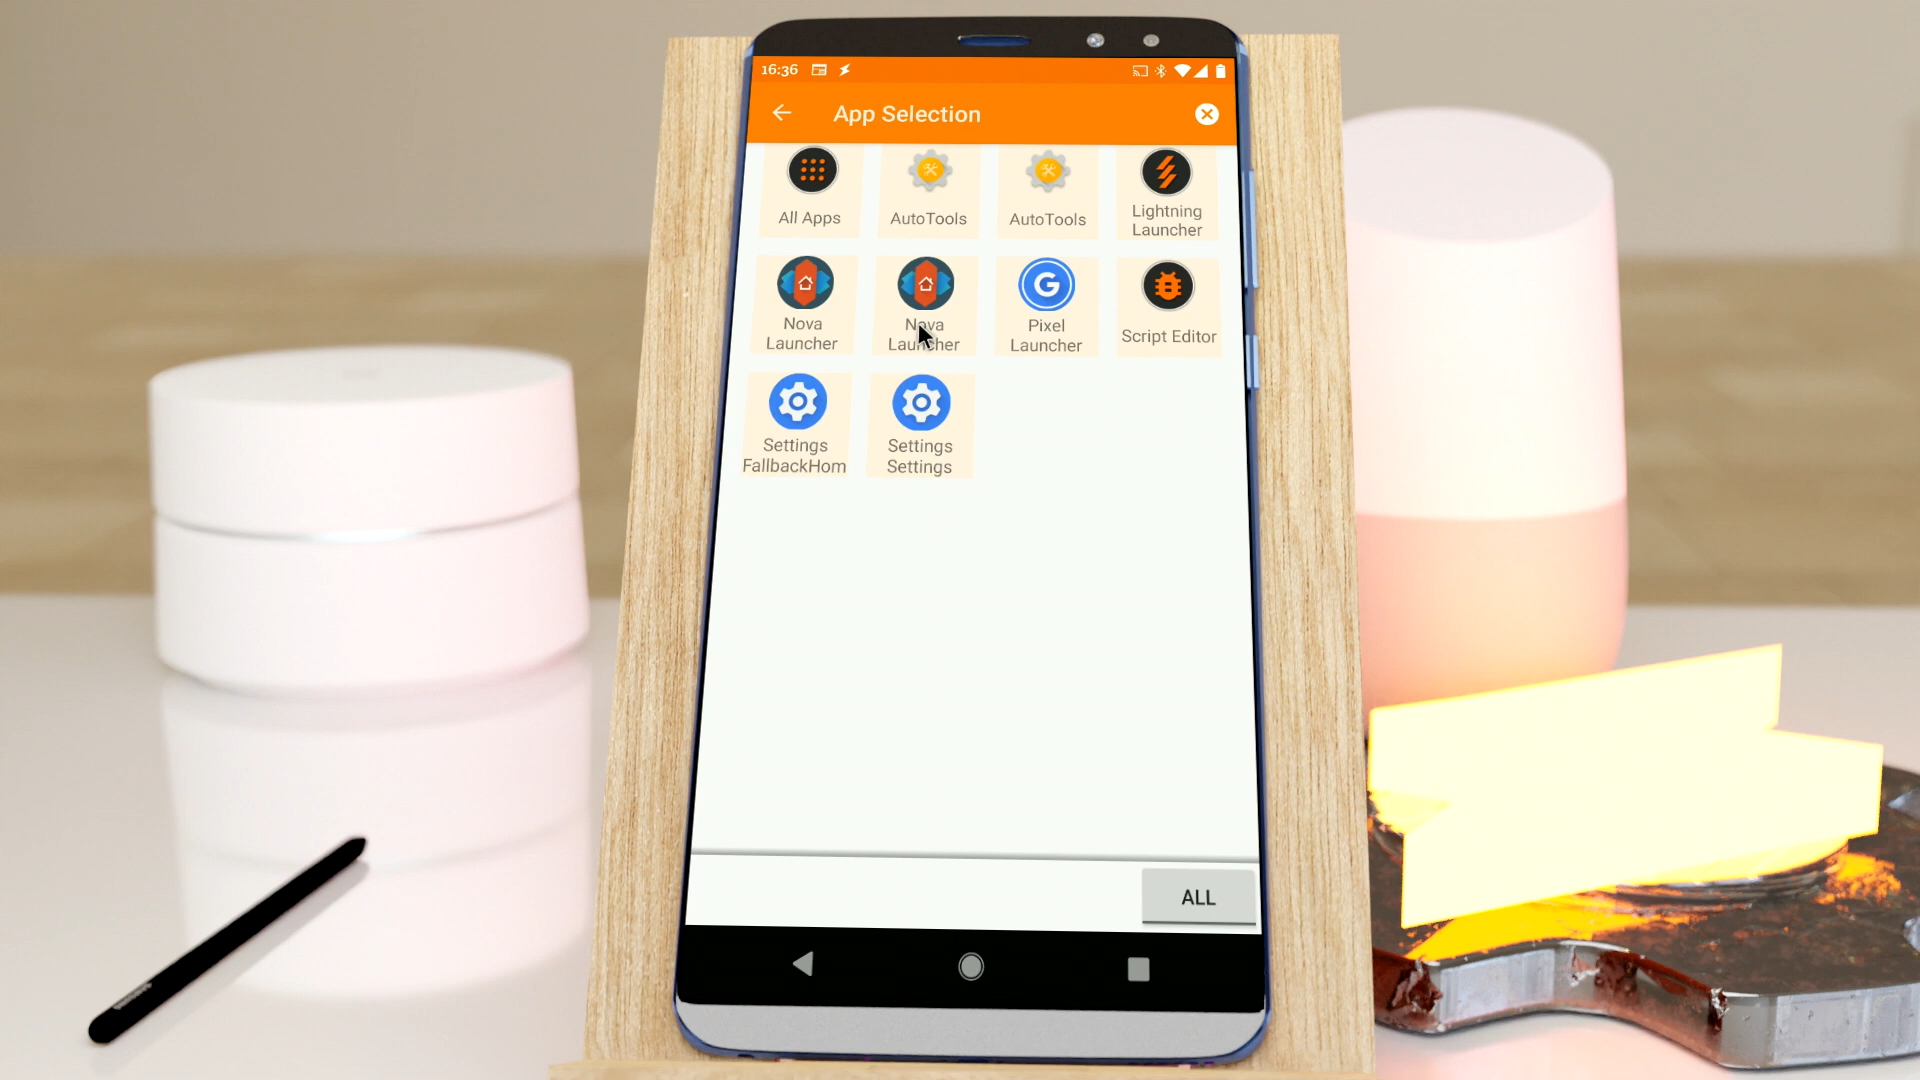 16:36
App Selection
All Apps
AutoTools
AutoTools
Lightning
Launcher
Nova
Launcher
Nova
Launcher
Pixel
Launcher
Script Editor
Settings
FallbackHom
Settings
Settings
ALL